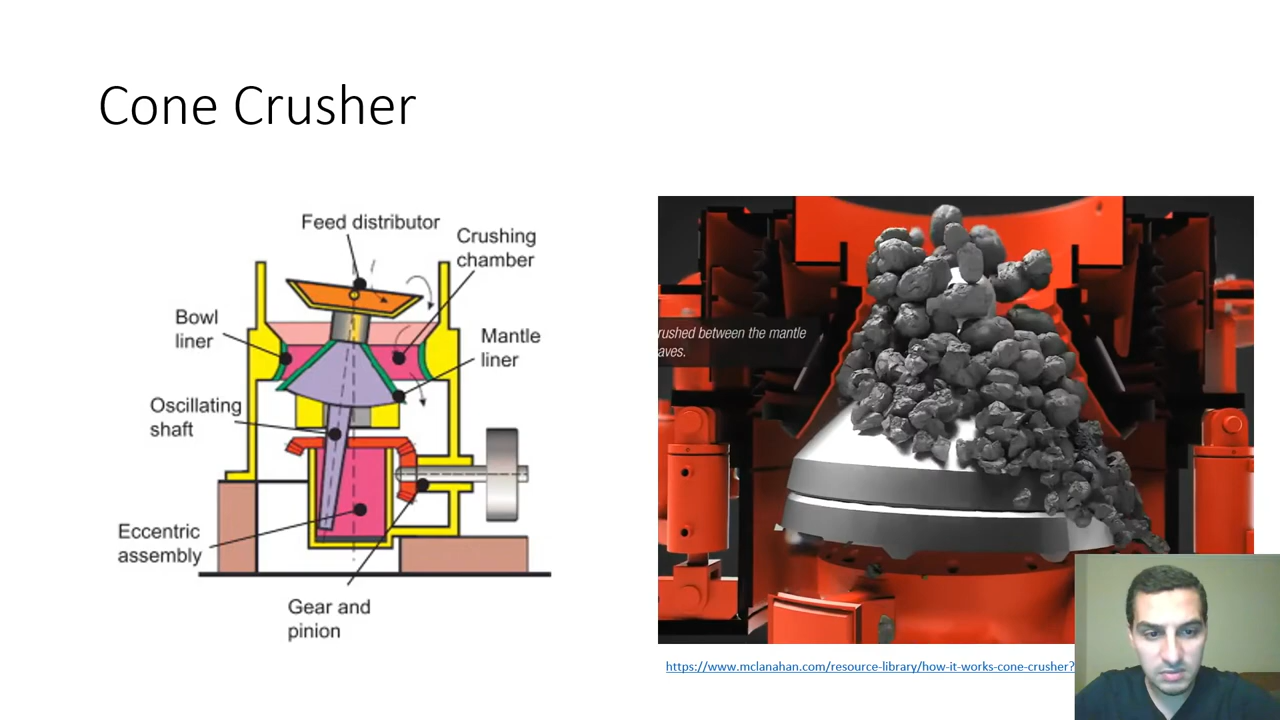 Cone Crusher
Feed distributor
Crushing
chamber
Bowl
liner
Mantle
liner
Oscillating
shaft
Eccentric
assembly
Gear and
pinion
rushed between the mantle
aves.
https://www.mclanahan.com/resource-library/how-it-works-cone-crusher?